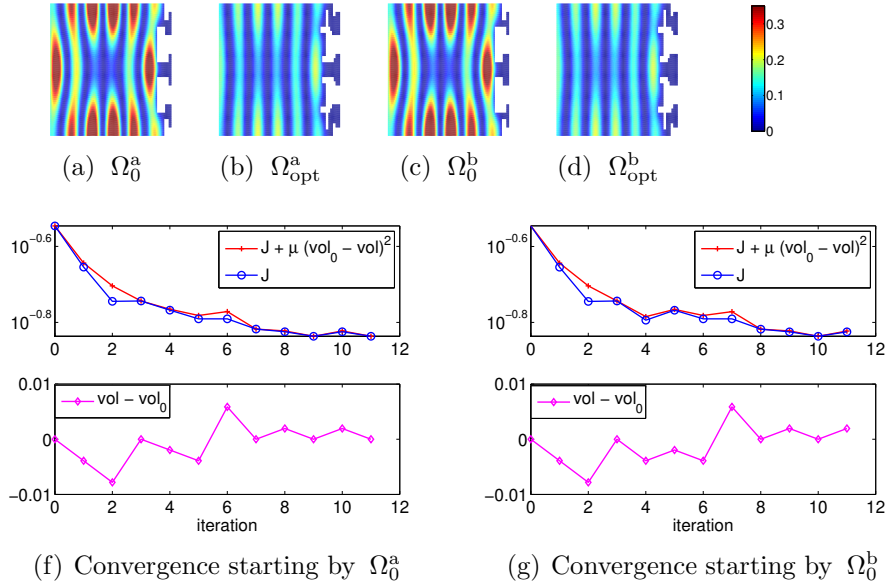 0.3
0.2
0.1
0
(a) Ω₀ᵃ
(b) Ωᵃopt
(c) Ω₀ᵇ
(d) Ωᵇopt
10⁻⁰·⁶
10⁻⁰·⁸
J + μ (vol₀ − vol)²
J
0 2 4 6 8 10 12
0.01
0
−0.01
vol − vol₀
0 2 4 6 8 10 12
iteration
(f) Convergence starting by Ω₀ᵃ
10⁻⁰·⁶
10⁻⁰·⁸
J + μ (vol₀ − vol)²
J
0 2 4 6 8 10 12
0.01
0
−0.01
vol − vol₀
0 2 4 6 8 10 12
iteration
(g) Convergence starting by Ω₀ᵇ